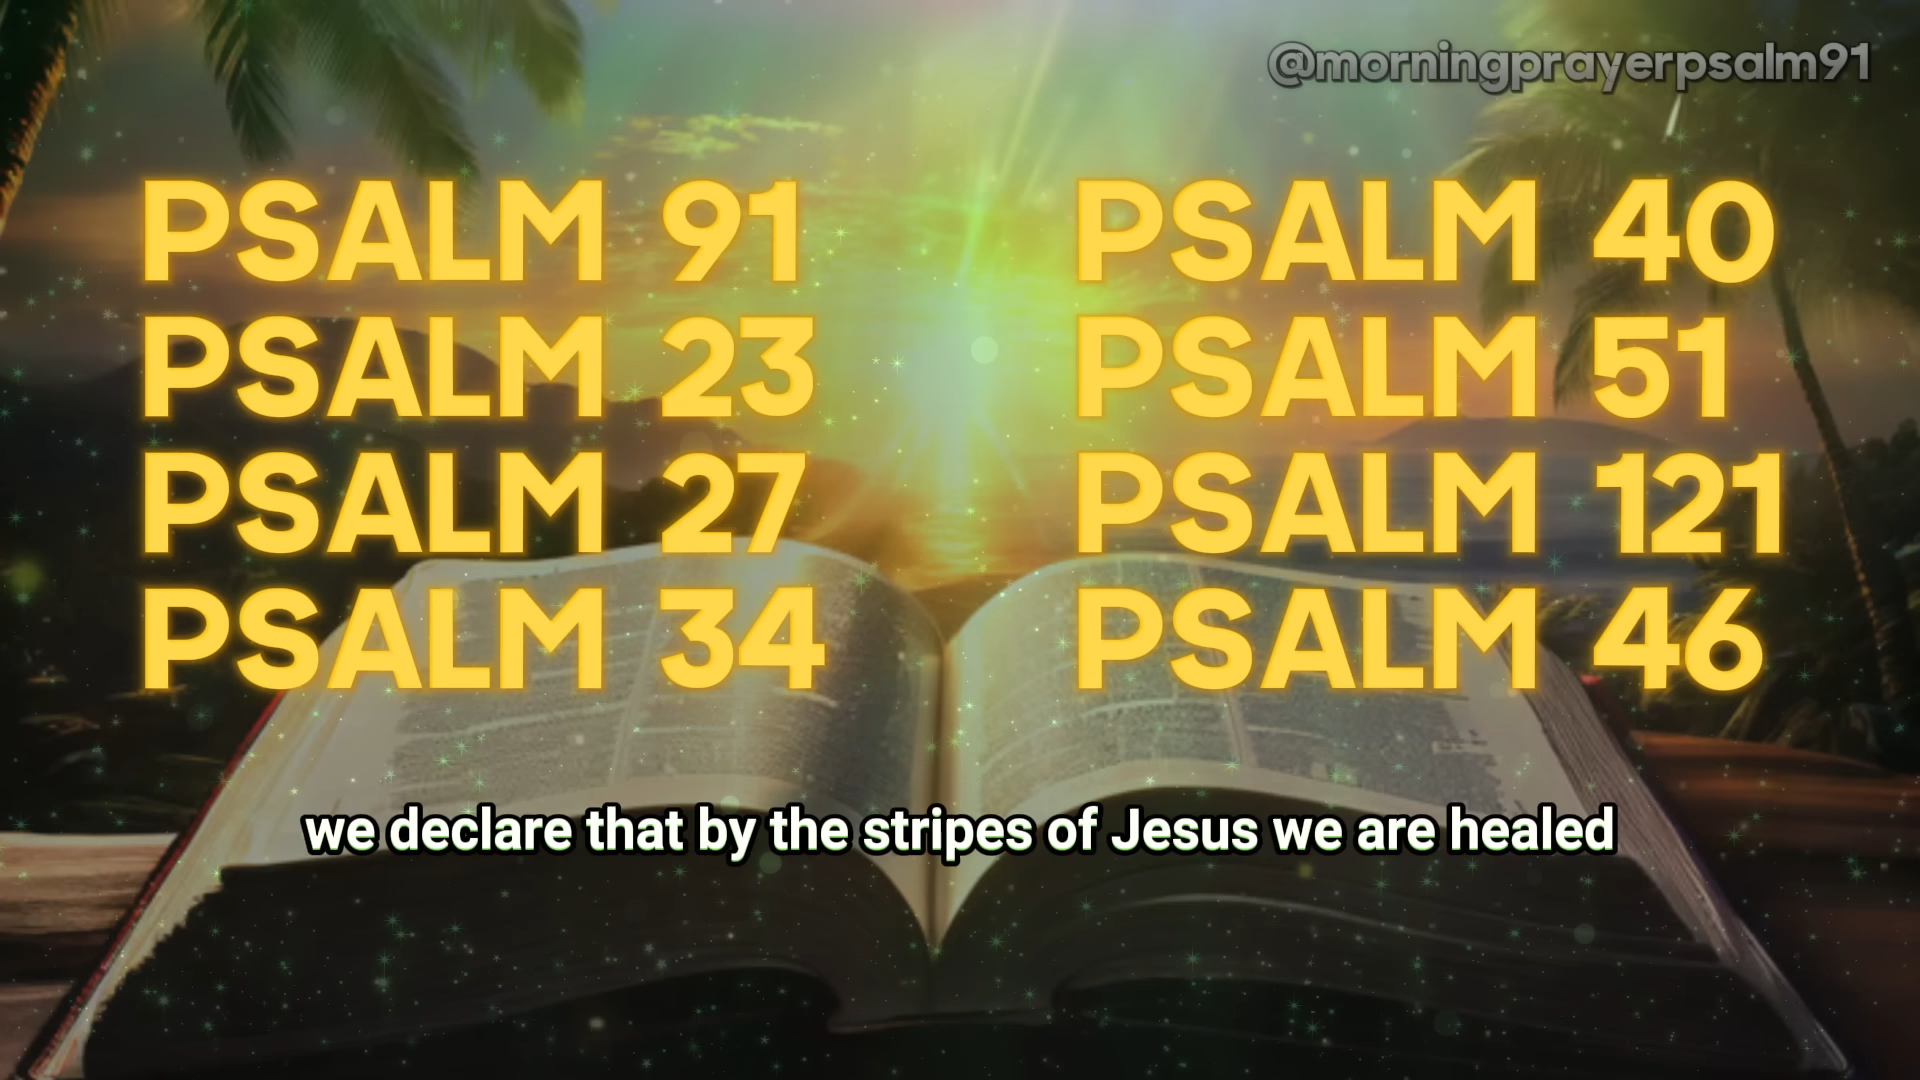 @morningprayerpsalm91
PSALM 91
PSALM 23
PSALM 27
PSALM 34
PSALM 40
PSALM 51
PSALM 121
PSALM 46
we declare that by the stripes of Jesus we are healed